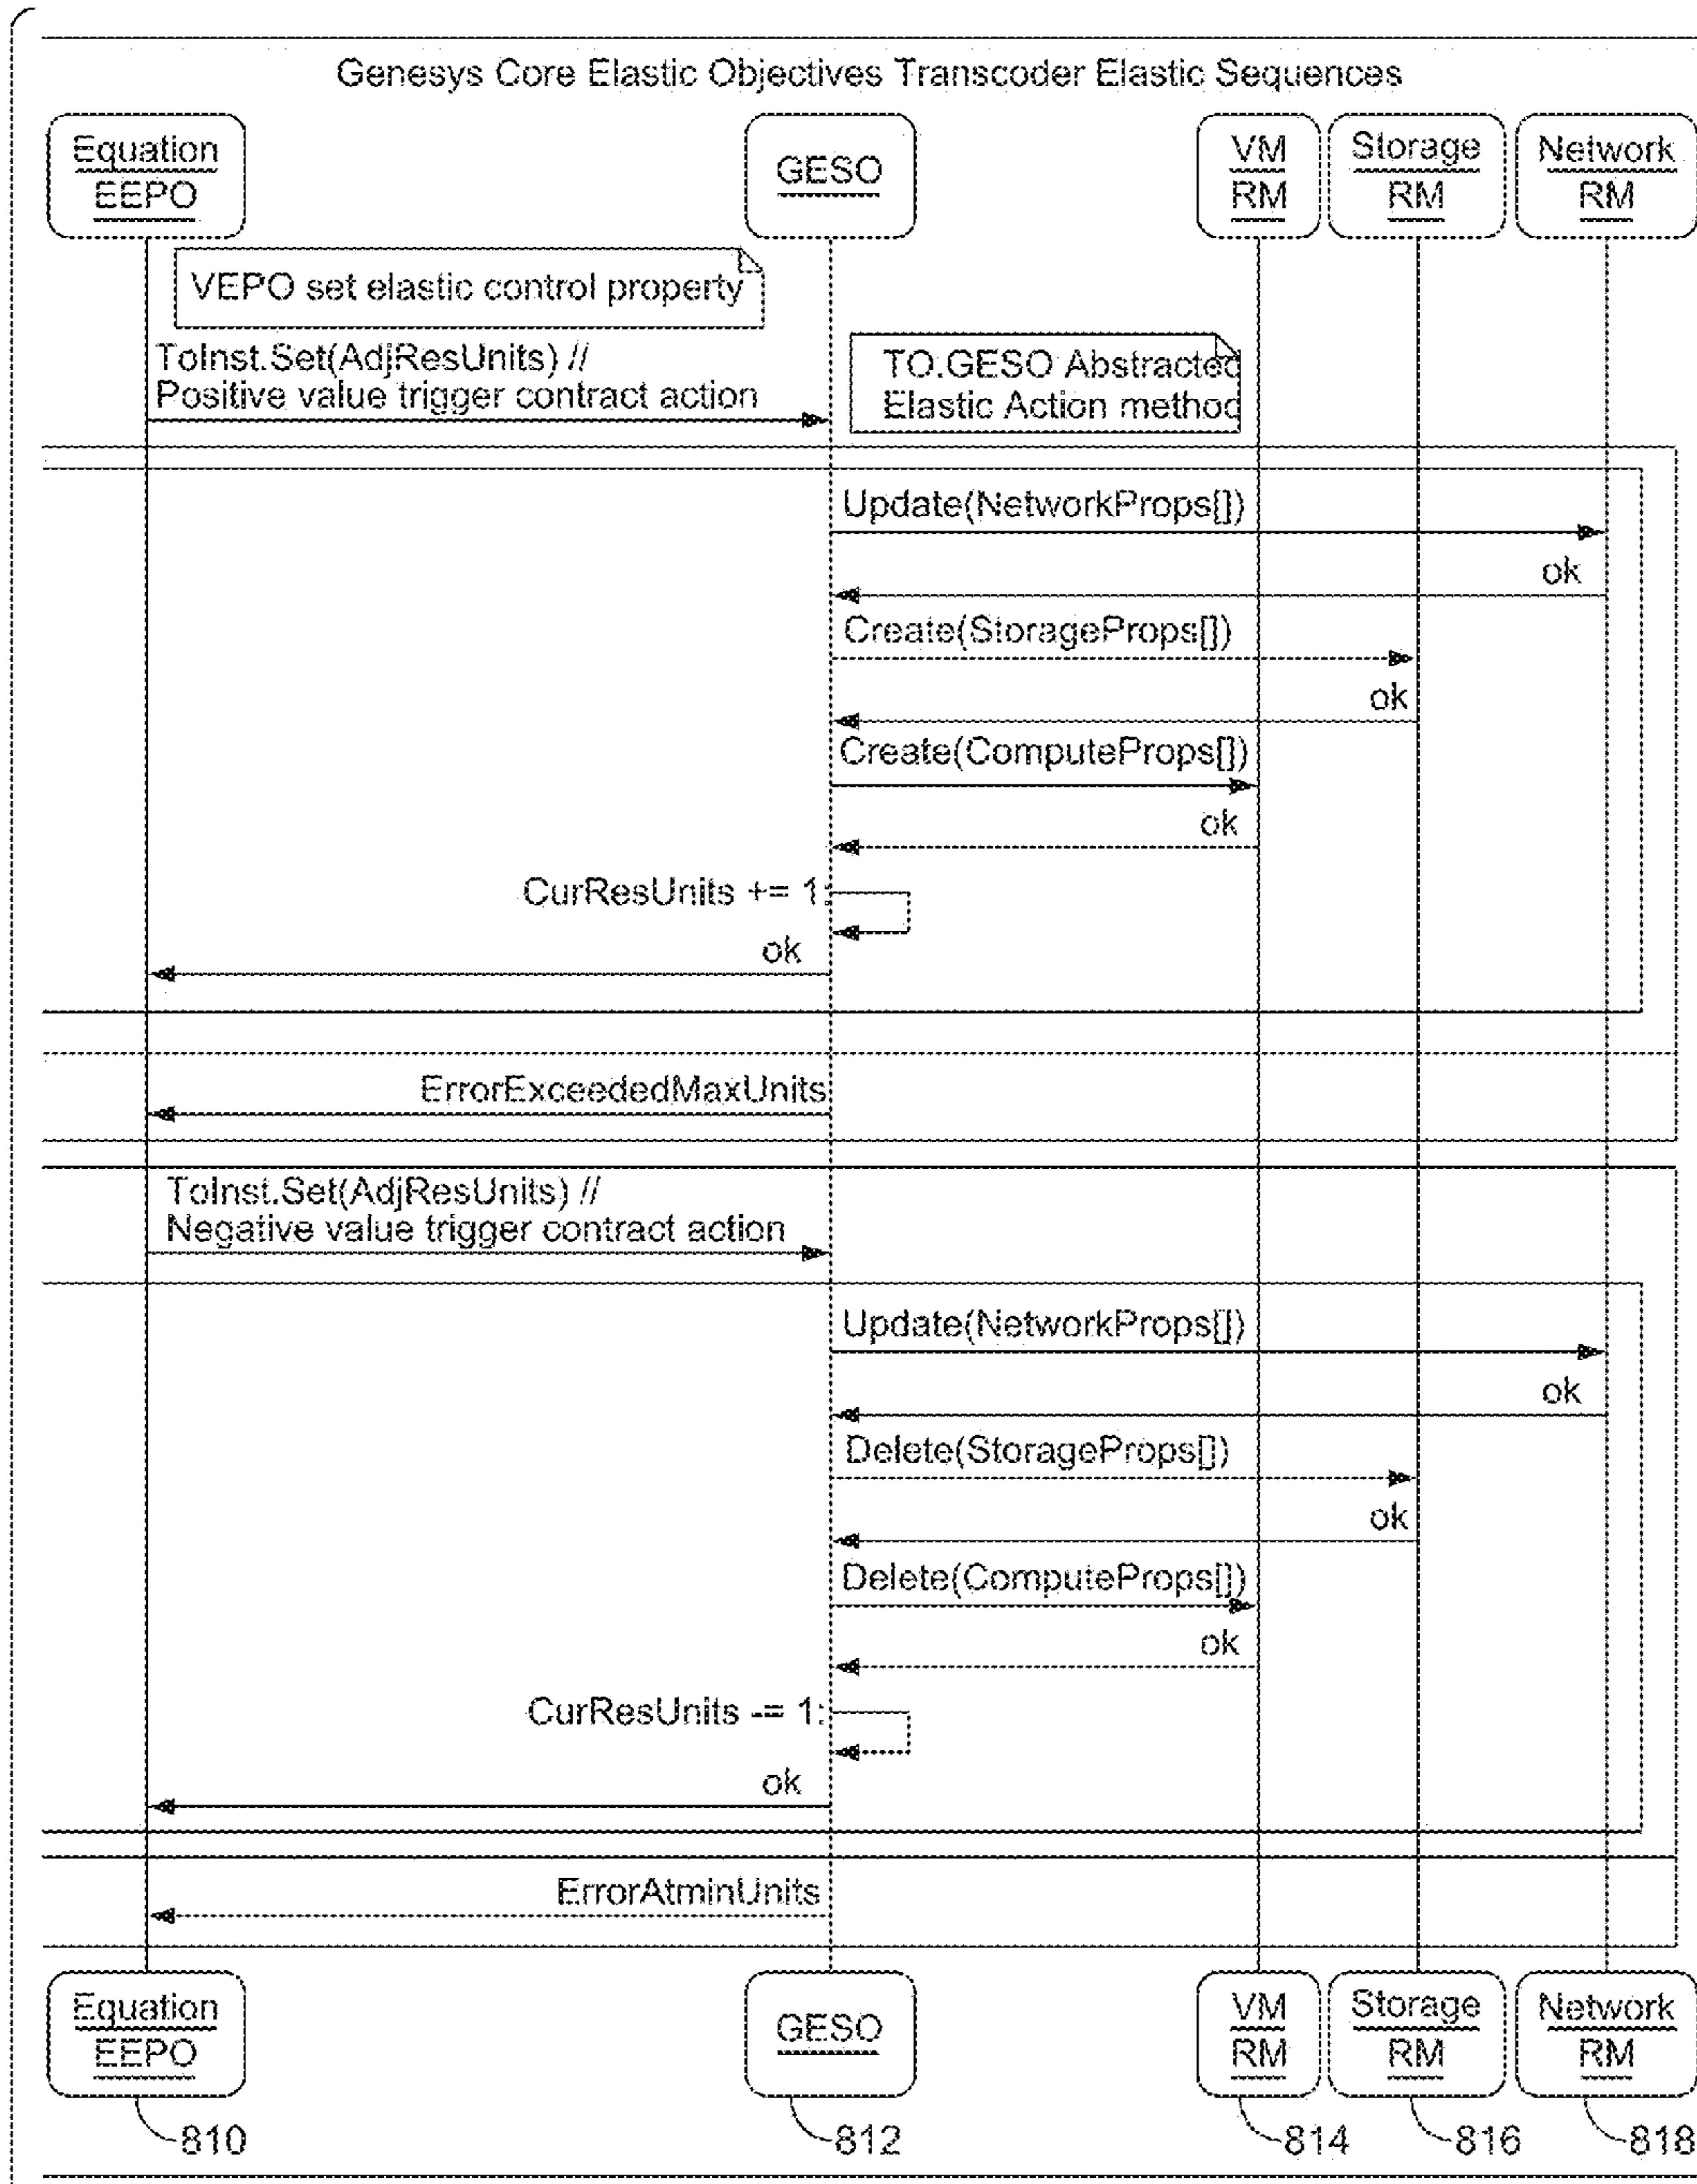 Genesys Core Elastic Objectives Transcoder Elastic Sequences
Equation
EEPO
GESO
VM
RM
Storage
RM
Network
RM
VEPO set elastic control property
ToInst.Set(AdjResUnits) //
Positive value trigger contract action
TO.GESO Abstracted
Elastic Action method
Update(NetworkProps[])
ok
Create(StorageProps[])
ok
Create(ComputeProps[])
ok
CurResUnits += 1:
ok
ErrorExceededMaxUnits
ToInst.Set(AdjResUnits) //
Negative value trigger contract action
Update(NetworkProps[])
ok
Delete(StorageProps[])
ok
Delete(ComputeProps[])
ok
CurResUnits -= 1:
ok
ErrorAtminUnits
Equation
EEPO
GESO
VM
RM
Storage
RM
Network
RM
810
812
814
816
818